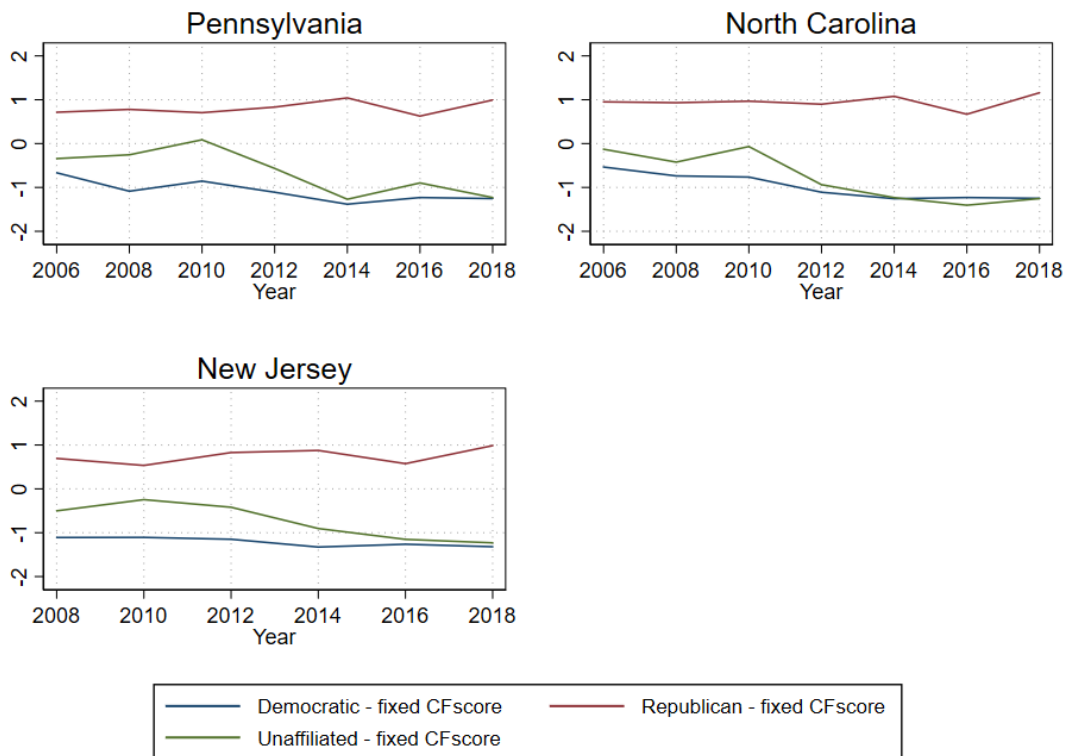 Pennsylvania
2
1
0
-1
-2
2006 2008 2010 2012 2014 2016 2018
Year
North Carolina
2
1
0
-1
-2
2006 2008 2010 2012 2014 2016 2018
Year
New Jersey
2
1
0
-1
-2
2008 2010 2012 2014 2016 2018
Year
Democratic - fixed CFscore Republican - fixed CFscore
Unaffiliated - fixed CFscore